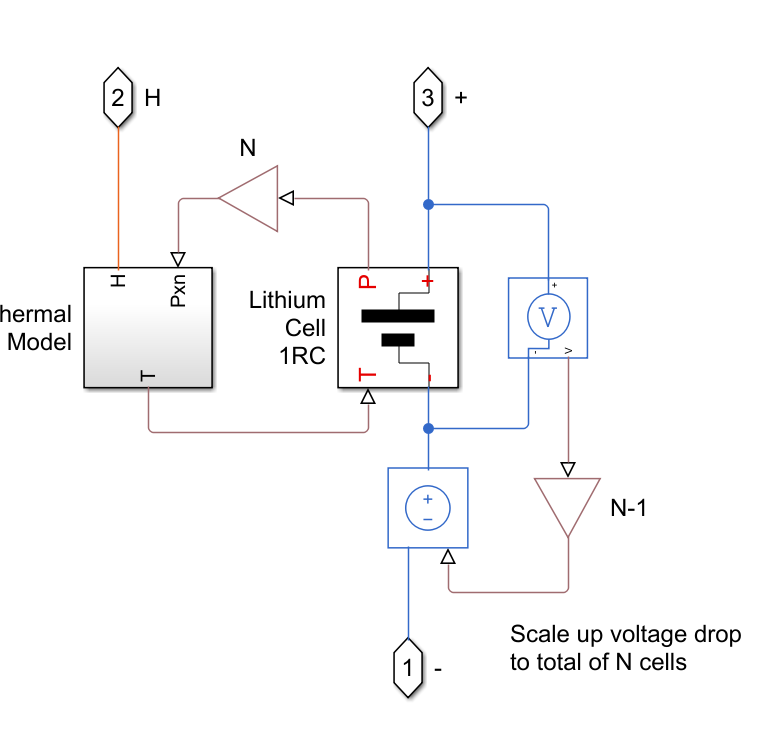 2 H
3 +
N
H
Pxn
T
hermal
Model
Lithium
Cell
1RC
P
+
T
-
+
V
-
v
+
−
N-1
1 -
Scale up voltage drop
to total of N cells